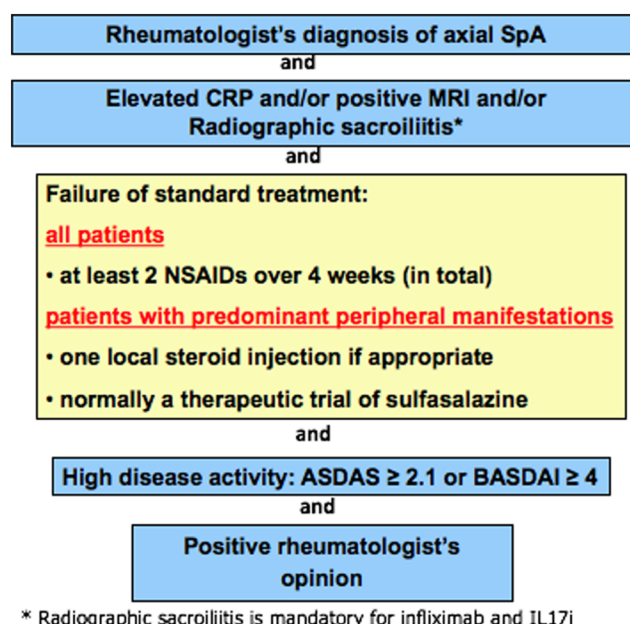 Rheumatologist's diagnosis of axial SpA
and
Elevated CRP and/or positive MRI and/or
Radiographic sacroiliitis*
and
Failure of standard treatment:
all patients
• at least 2 NSAIDs over 4 weeks (in total)
patients with predominant peripheral manifestations
• one local steroid injection if appropriate
• normally a therapeutic trial of sulfasalazine
and
High disease activity: ASDAS ≥ 2.1 or BASDAI ≥ 4
and
Positive rheumatologist's
opinion
* Radiographic sacroiliitis is mandatory for infliximab and IL17i